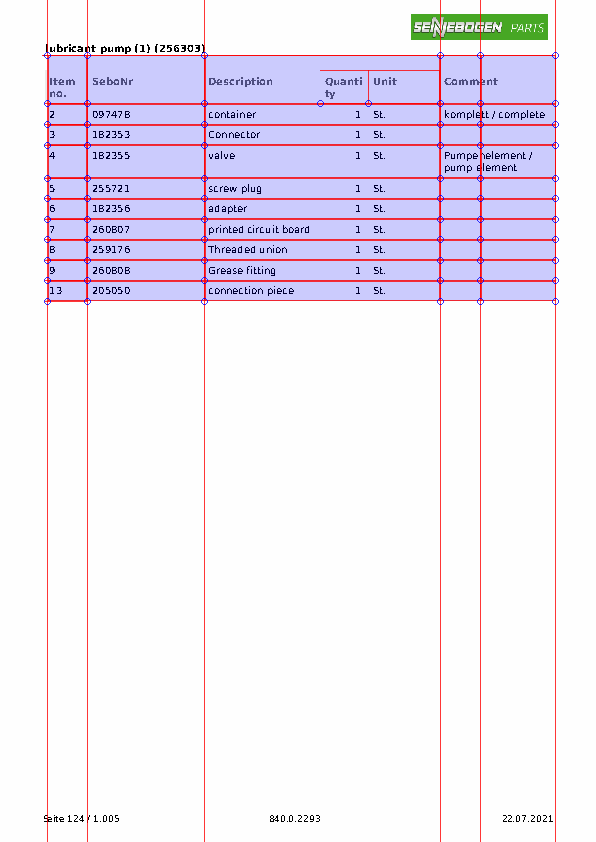 SENNEBOGEN PARTS
lubricant pump (1) (256303)
Item no. SeboNr Description Quanti ty Unit Comment
2 097478 container 1 St. komplett / complete
3 182353 Connector 1 St.
4 182355 valve 1 St. Pumpenelement /
pump element
5 255721 screw plug 1 St.
6 182356 adapter 1 St.
7 260807 printed circuit board 1 St.
8 259176 Threaded union 1 St.
9 260808 Grease fitting 1 St.
13 205050 connection piece 1 St.
Seite 124 / 1.005 840.0.2293 22.07.2021